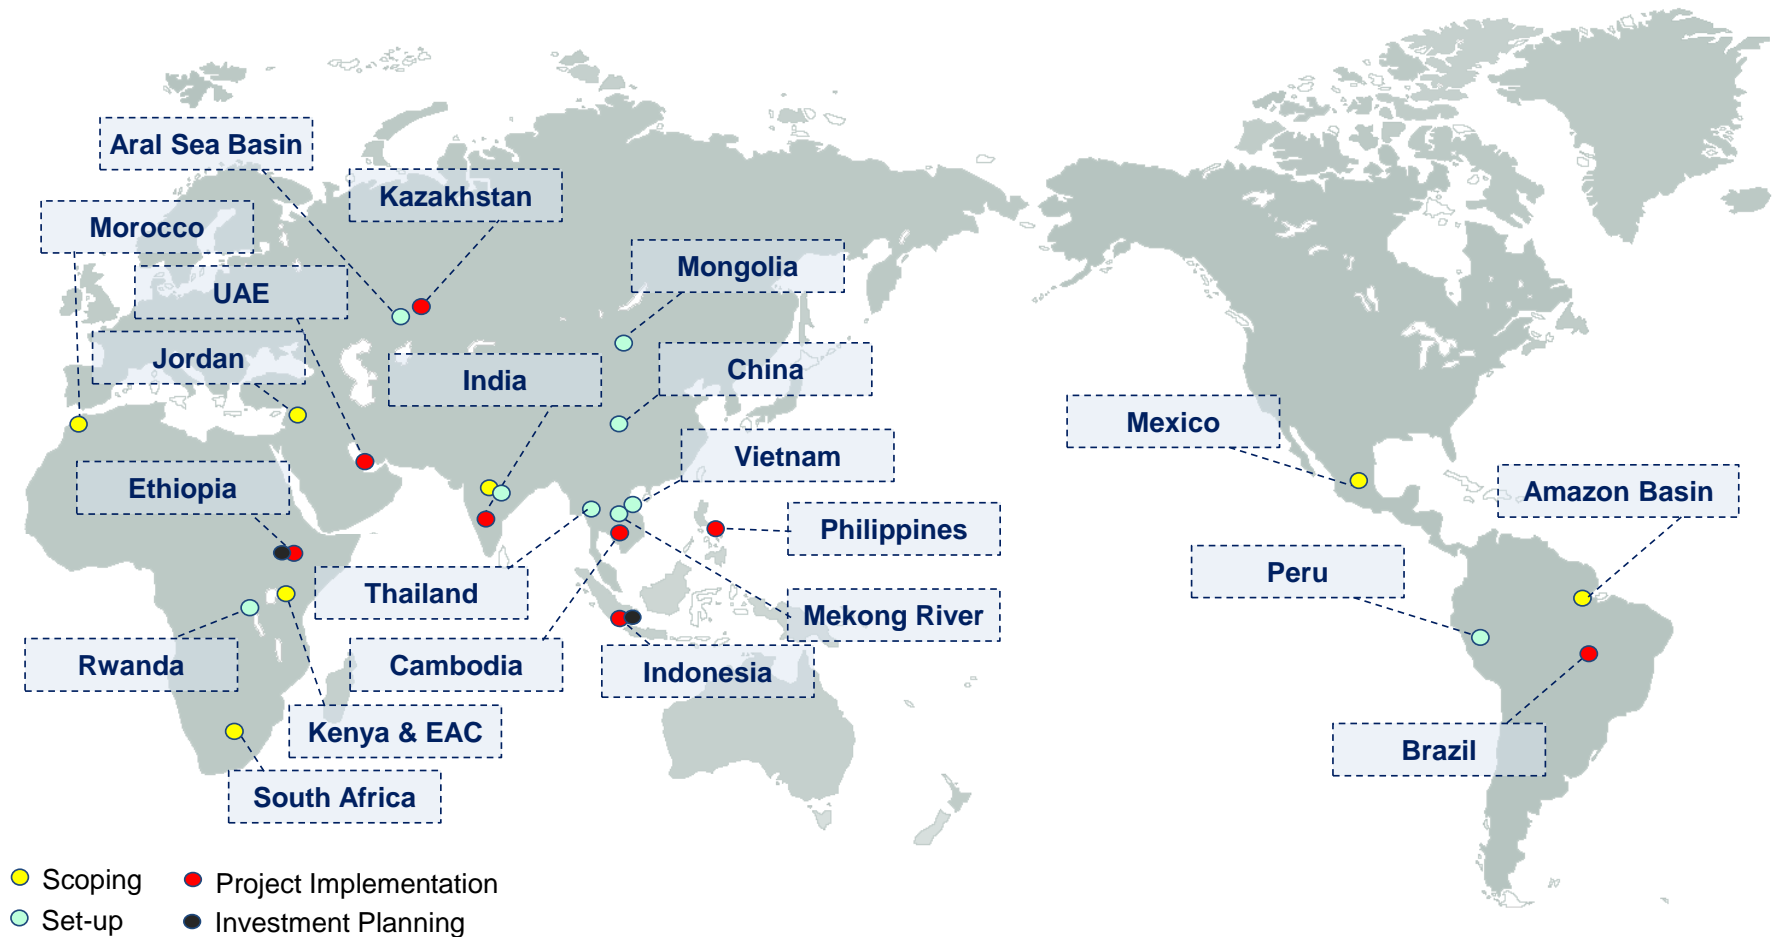 Aral Sea Basin
Kazakhstan
Morocco
Mongolia
UAE
Jordan
India
China
Mexico
Vietnam
Ethiopia
Amazon Basin
Philippines
Peru
Thailand
Mekong River
Rwanda
Cambodia
Indonesia
Kenya & EAC
Brazil
South Africa
Scoping
Project Implementation
Set-up
Investment Planning